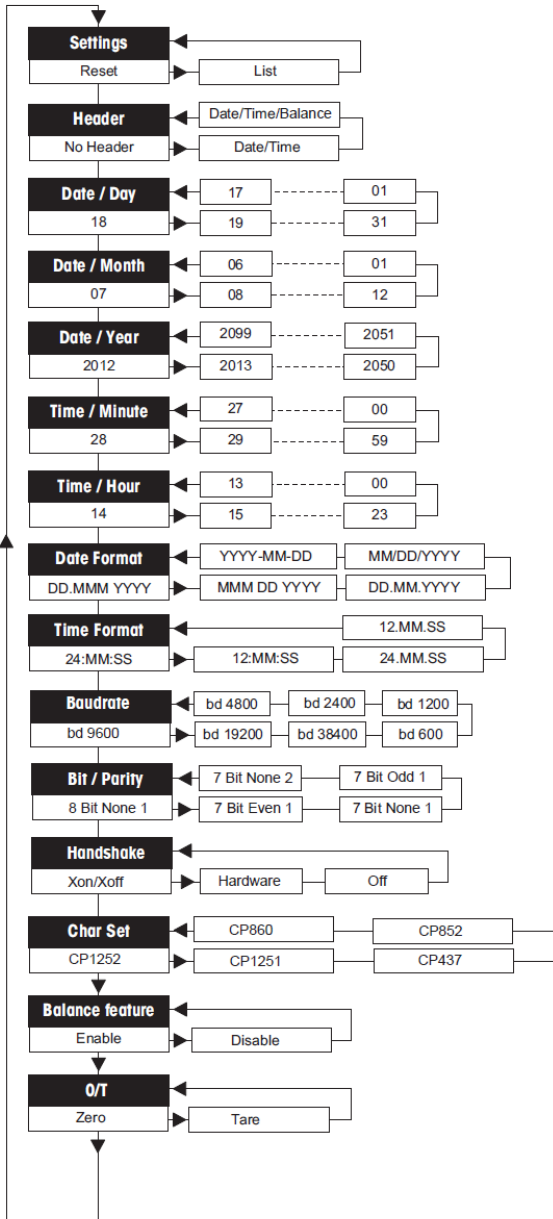 Settings
Reset List
Header Date/Time/Balance
No Header Date/Time
Date / Day 17 01
18 19 31
Date / Month 06 01
07 08 12
Date / Year 2099 2051
2012 2013 2050
Time / Minute 27 00
28 29 59
Time / Hour 13 00
14 15 23
Date Format YYYY-MM-DD MM/DD/YYYY
DD.MMM YYYY MMM DD YYYY DD.MM.YYYY
Time Format 12.MM.SS
24:MM:SS 12:MM:SS 24.MM.SS
Baudrate bd 4800 bd 2400 bd 1200
bd 9600 bd 19200 bd 38400 bd 600
Bit / Parity 7 Bit None 2 7 Bit Odd 1
8 Bit None 1 7 Bit Even 1 7 Bit None 1
Handshake
Xon/Xoff Hardware Off
Char Set CP860 CP852
CP1252 CP1251 CP437
Balance feature
Enable Disable
O/T
Zero Tare